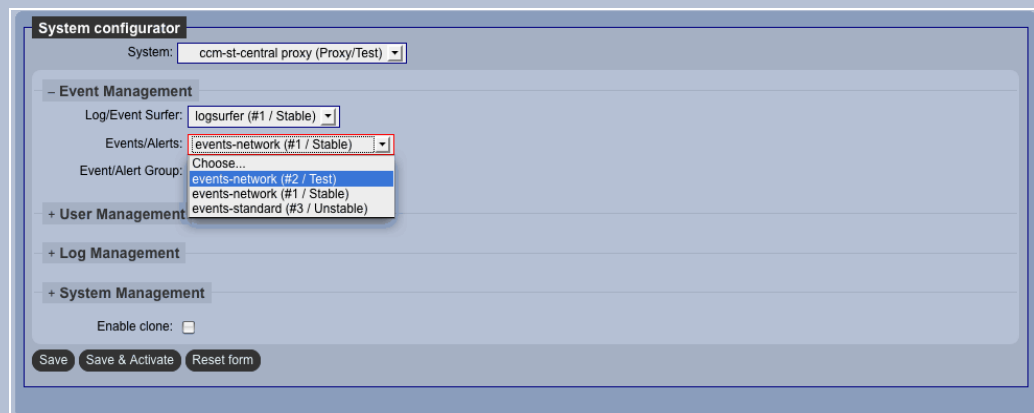 System configurator
System: ccm-st-central proxy (Proxy/Test)
– Event Management
Log/Event Surfer: logsurfer (#1 / Stable)
Events/Alerts: events-network (#1 / Stable)
Choose...
Event/Alert Group:
events-network (#2 / Test)
events-network (#1 / Stable)
events-standard (#3 / Unstable)
+ User Management
+ Log Management
+ System Management
Enable clone:
Save Save & Activate Reset form